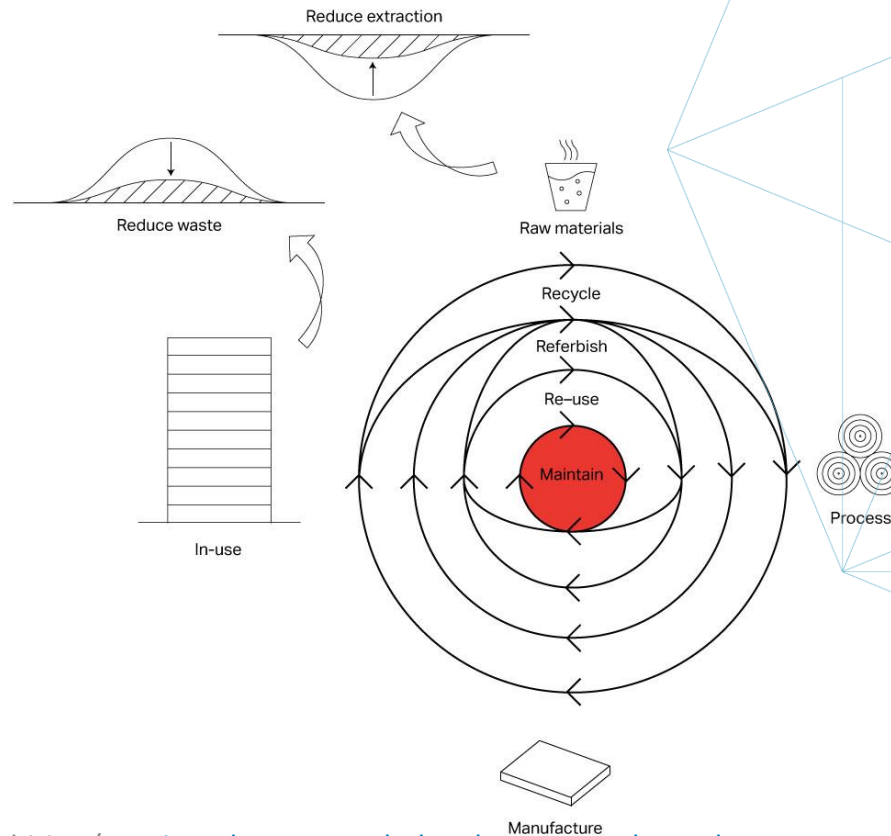 Reduce extraction
Reduce waste
Raw materials
Recycle
Referbish
Re-use
Maintain
Process
In-use
Manufacture